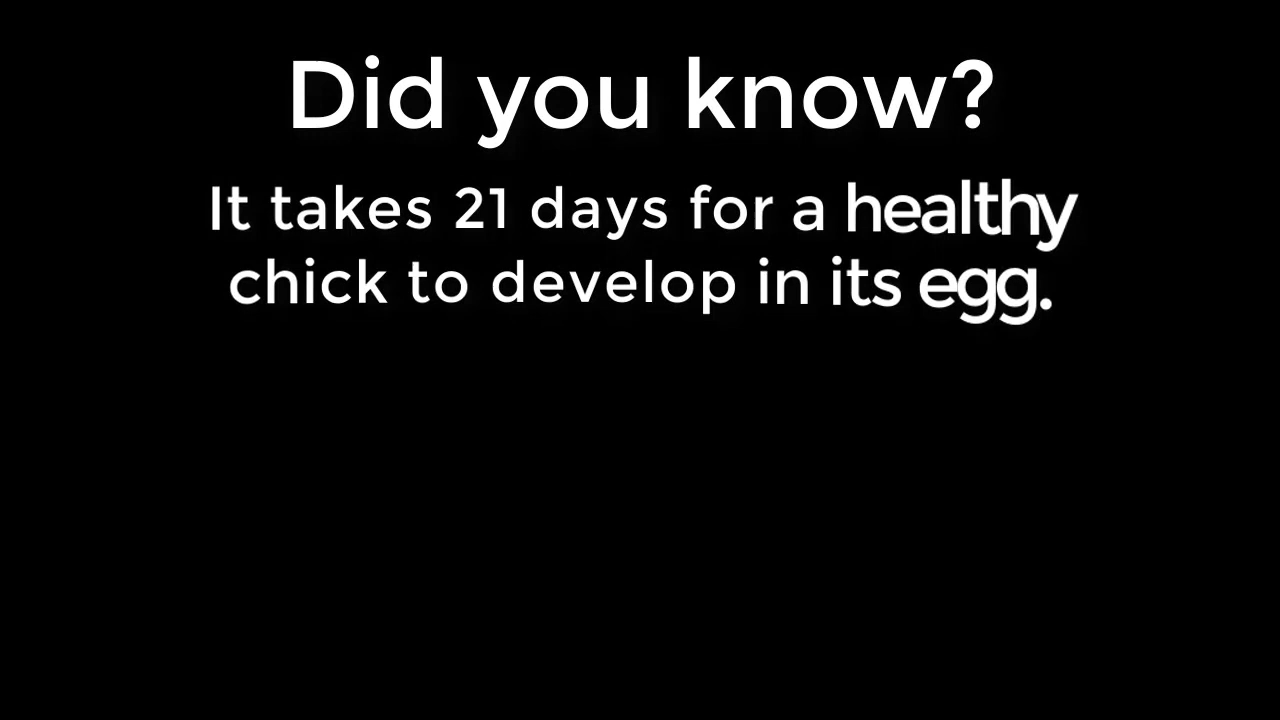 Did you know?
It takes 21 days for a healthy
chick to develop in its egg.